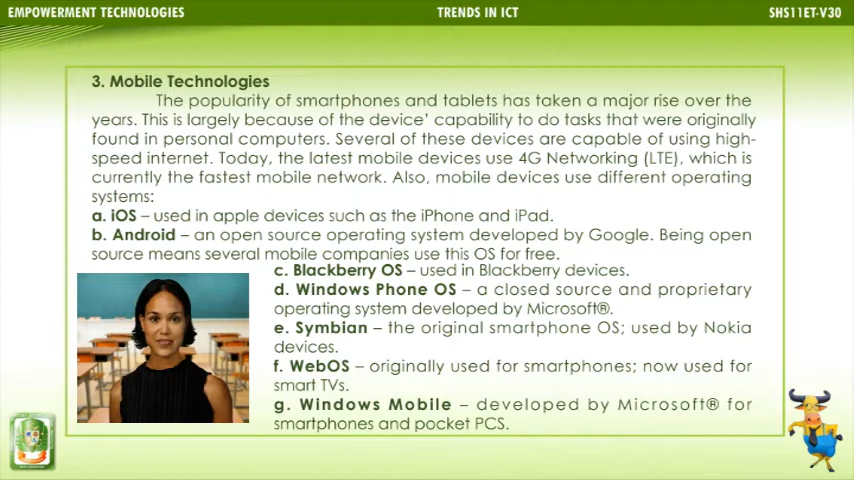 EMPOWERMENT TECHNOLOGIES
TRENDS IN ICT
SHS11ET-V30
3. Mobile Technologies
The popularity of smartphones and tablets has taken a major rise over the
years. This is largely because of the device’ capability to do tasks that were originally
found in personal computers. Several of these devices are capable of using high-
speed internet. Today, the latest mobile devices use 4G Networking (LTE), which is
currently the fastest mobile network. Also, mobile devices use different operating
systems:
a. iOS – used in apple devices such as the iPhone and iPad.
b. Android – an open source operating system developed by Google. Being open
source means several mobile companies use this OS for free.
c. Blackberry OS – used in Blackberry devices.
d. Windows Phone OS – a closed source and proprietary
operating system developed by Microsoft®.
e. Symbian – the original smartphone OS; used by Nokia
devices.
f. WebOS – originally used for smartphones; now used for
smart TVs.
g. Windows Mobile – developed by Microsoft® for
smartphones and pocket PCS.